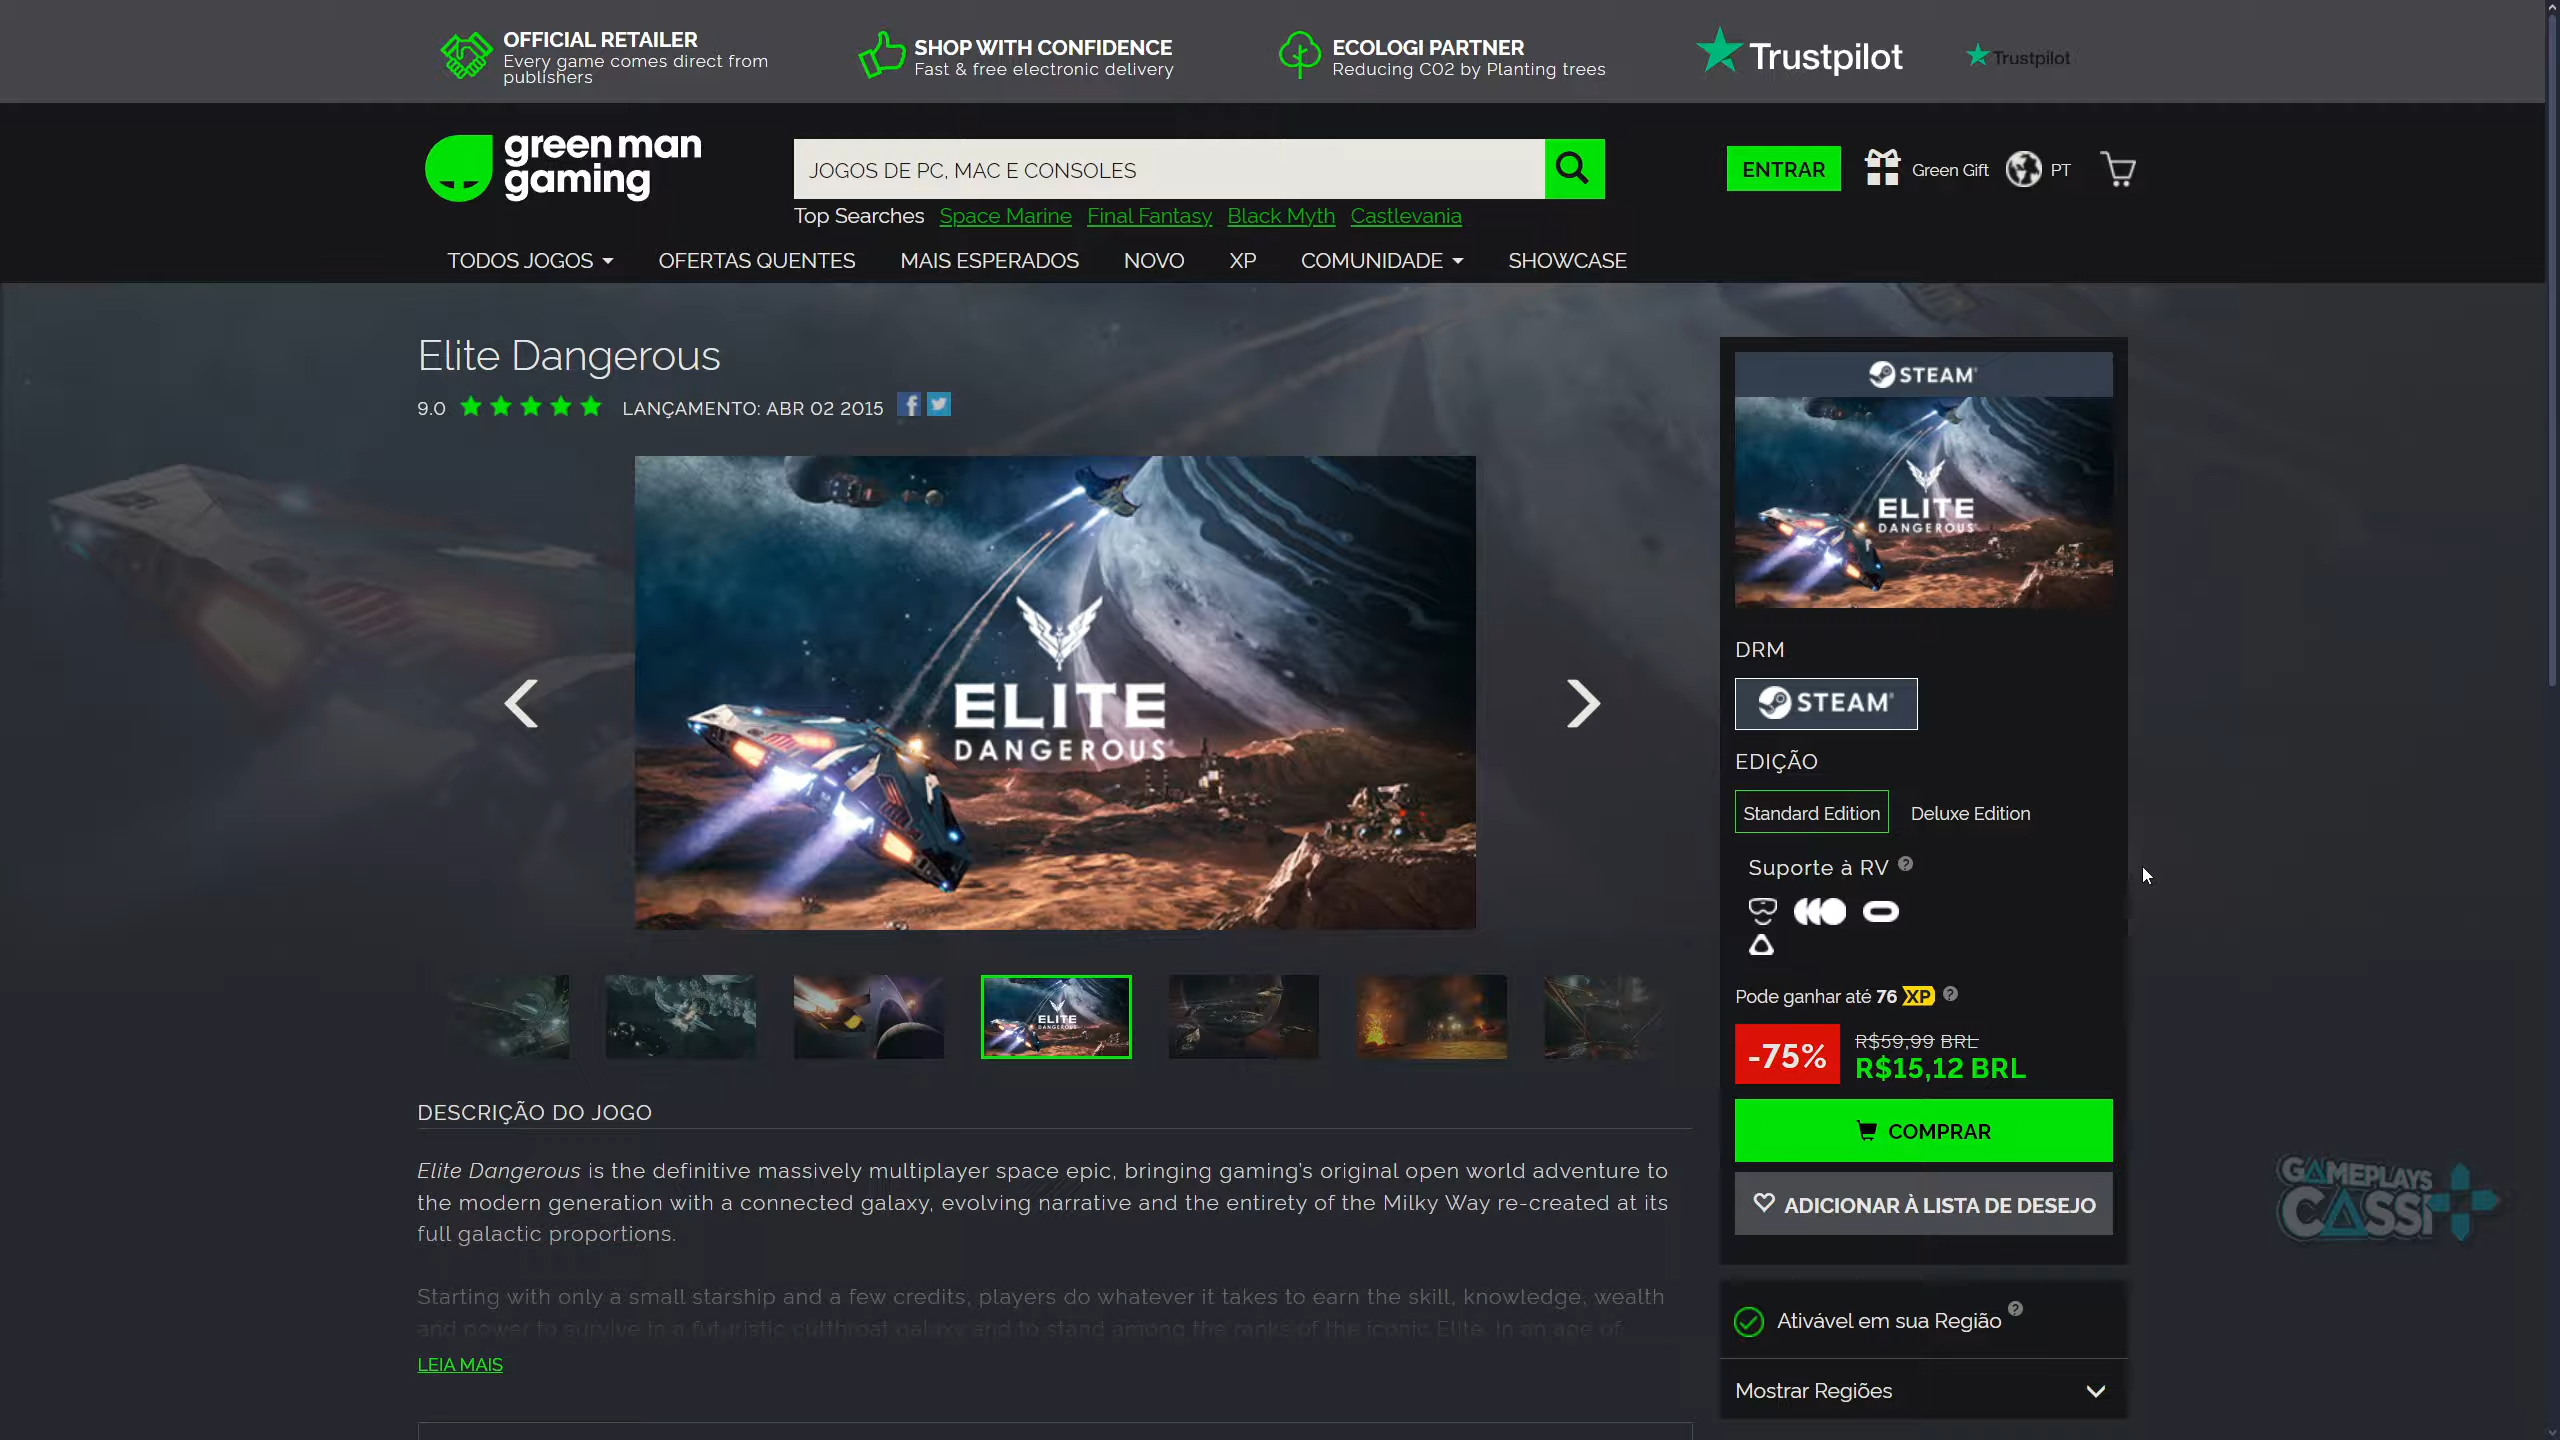 OFFICIAL RETAILER
Every game comes direct from
publishers
SHOP WITH CONFIDENCE
Fast & free electronic delivery
ECOLOGI PARTNER
Reducing C02 by Planting trees
Trustpilot
Trustpilot
green man
gaming
JOGOS DE PC, MAC E CONSOLES
ENTRAR
Green Gift
PT
Top Searches Space Marine Final Fantasy Black Myth Castlevania
TODOS JOGOS
OFERTAS QUENTES
MAIS ESPERADOS
NOVO
XP
COMUNIDADE
SHOWCASE
Elite Dangerous
9.0
LANÇAMENTO: ABR 02 2015
ELITE
DANGEROUS
ELITE
DANGEROUS
DESCRIÇÃO DO JOGO
Elite Dangerous is the definitive massively multiplayer space epic, bringing gaming's original open world adventure to
the modern generation with a connected galaxy, evolving narrative and the entirety of the Milky Way re-created at its
full galactic proportions.
Starting with only a small starship and a few credits, players do whatever it takes to earn the skill, knowledge, wealth
and power to survive in a futuristic cutthroat galaxy and to stand among the ranks of the iconic Elite. In an age of
LEIA MAIS
STEAM
ELITE
DANGEROUS
DRM
STEAM
EDIÇÃO
Standard Edition
Deluxe Edition
Suporte à RV
Pode ganhar até 76 XP
-75%
R$59,99 BRL
R$15,12 BRL
COMPRAR
ADICIONAR À LISTA DE DESEJO
Ativável em sua Região
Mostrar Regiões
GAMEPLAYS
CASSI